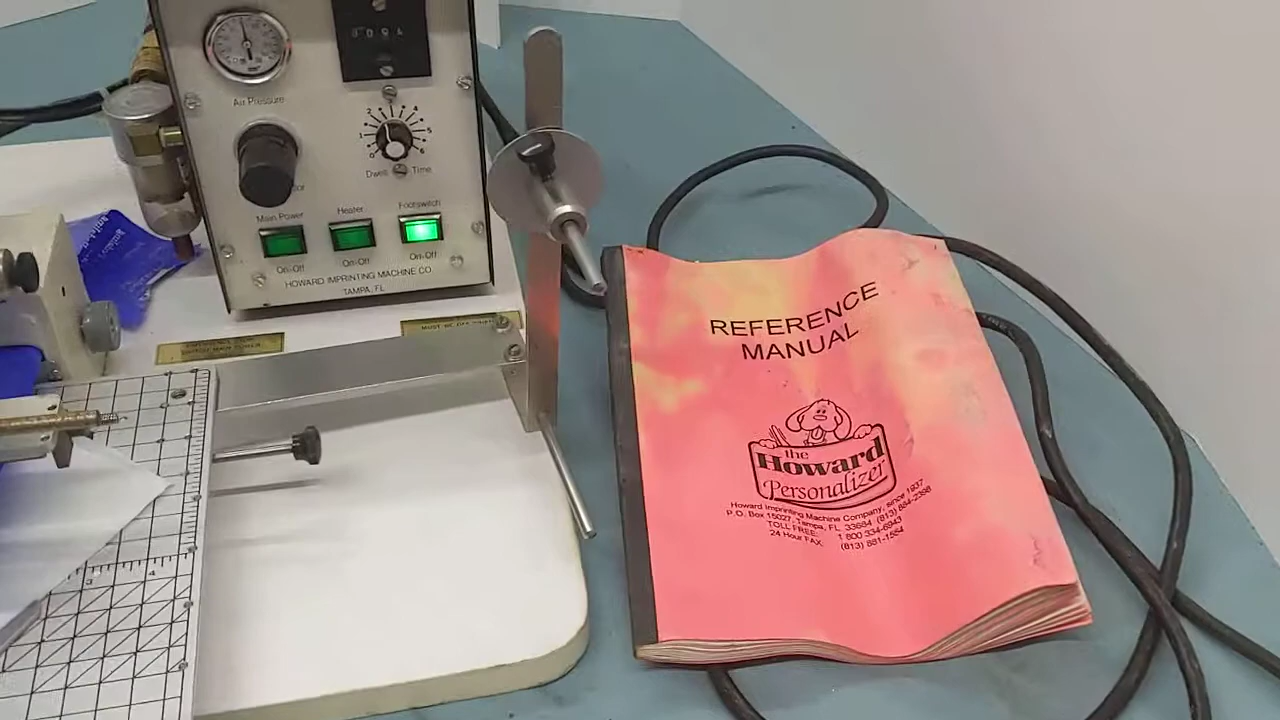 Air Pressure
Dwell Time
Main Power
Heater
Footswitch
On-Off
On-Off
On-Off
HOWARD IMPRINTING MACHINE CO.
TAMPA, FL
REFERENCE
MANUAL
the
Howard
Personalizer
Howard Imprinting Machine Company, since 1937
P.O. Box 15027, Tampa, FL 33684 (813) 884-2398
TOLL FREE: 1 800 334-6943
24 Hour FAX: (813) 881-1554